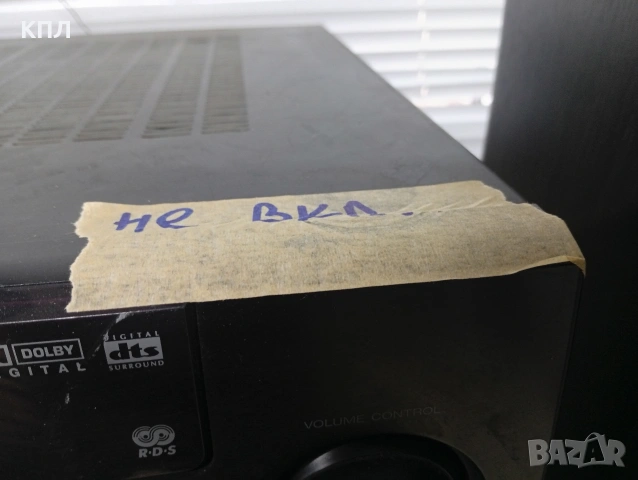 КПЛ
не вкл.
DOLBY
DIGITAL
DIGITAL
dts
SURROUND
VOLUME CONTROL
R·D·S
BAZAR